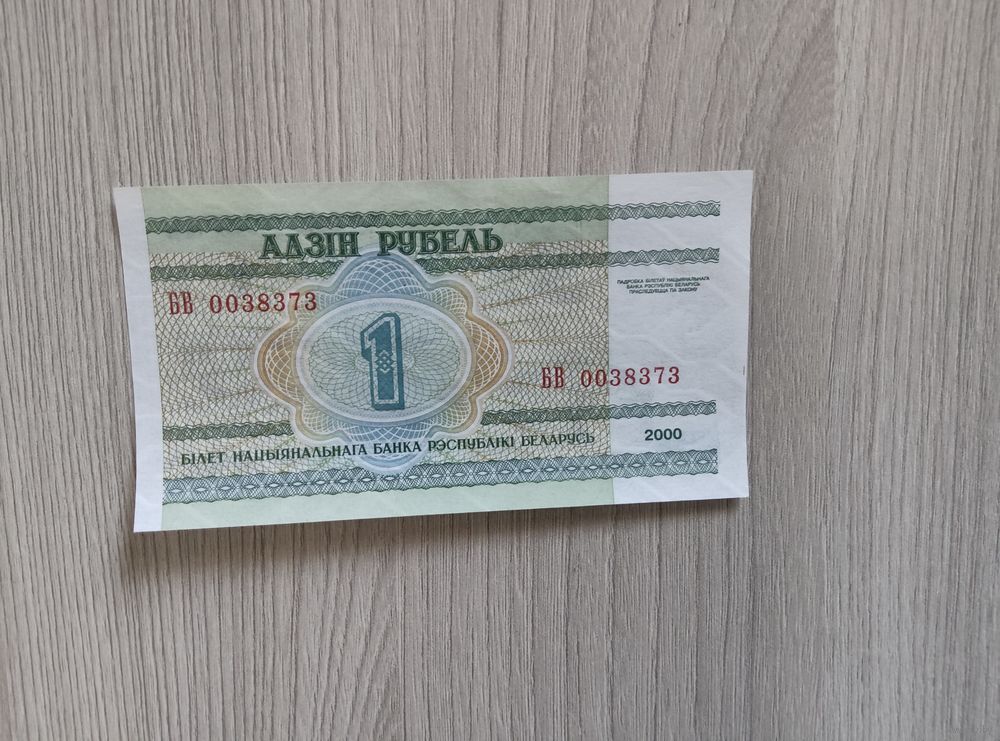 АДЗІН РУБЕЛЬ
ПАДРОБКА БІЛЕТАЎ НАЦЫЯНАЛЬНАГА
БАНКА РЭСПУБЛІКІ БЕЛАРУСЬ
ПРАСЛЕДУЕЦЦА ПА ЗАКОНУ
БВ 0038373
1
БВ 0038373
БІЛЕТ НАЦЫЯНАЛЬНАГА БАНКА РЭСПУБЛІКІ БЕЛАРУСЬ
2000